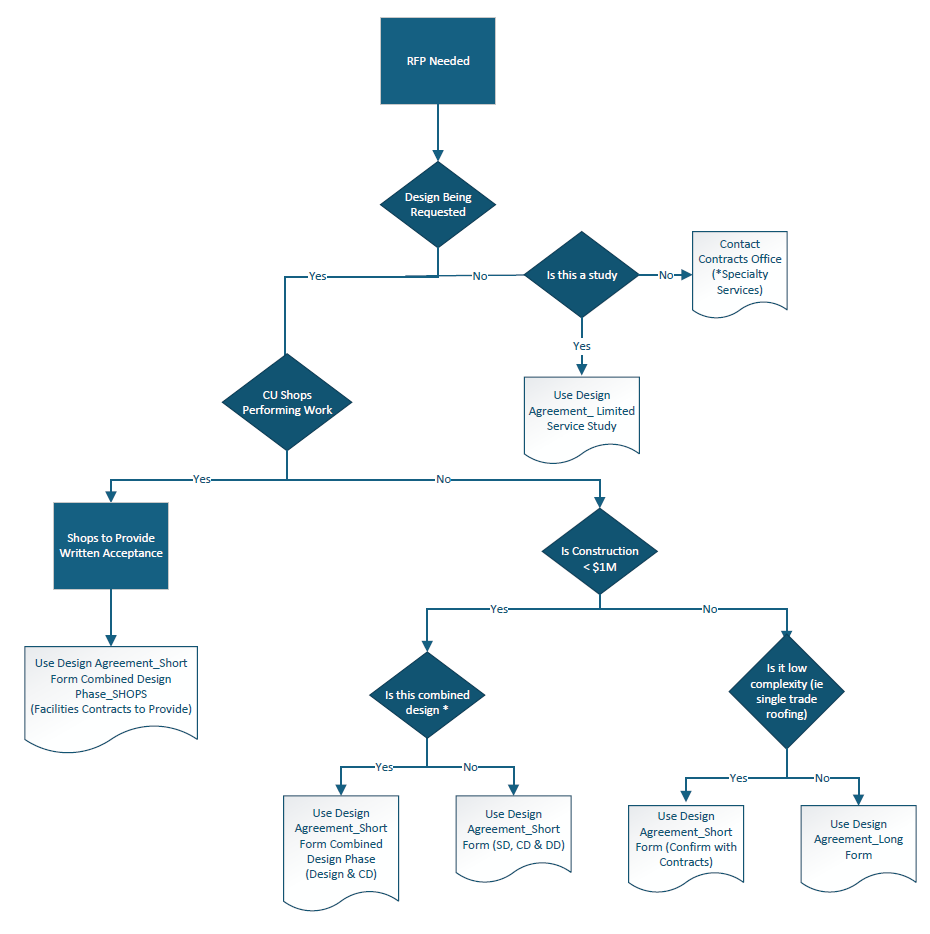 RFP Needed
Design Being
Requested
Yes
No
Is this a study
No
Contact
Contracts Office
(*Specialty
Services)
Yes
Use Design
Agreement_ Limited
Service Study
CU Shops
Performing Work
Yes
No
Shops to Provide
Written Acceptance
Is Construction
< $1M
Use Design Agreement_Short
Form Combined Design
Phase_SHOPS
(Facilities Contracts to Provide)
Yes
No
Is this combined
design *
Is it low
complexity (ie
single trade
roofing)
Yes
No
Yes
No
Use Design
Agreement_Short
Form Combined
Design Phase
(Design & CD)
Use Design
Agreement_Short
Form (SD, CD & DD)
Use Design
Agreement_Short
Form (Confirm with
Contracts)
Use Design
Agreement_Long
Form